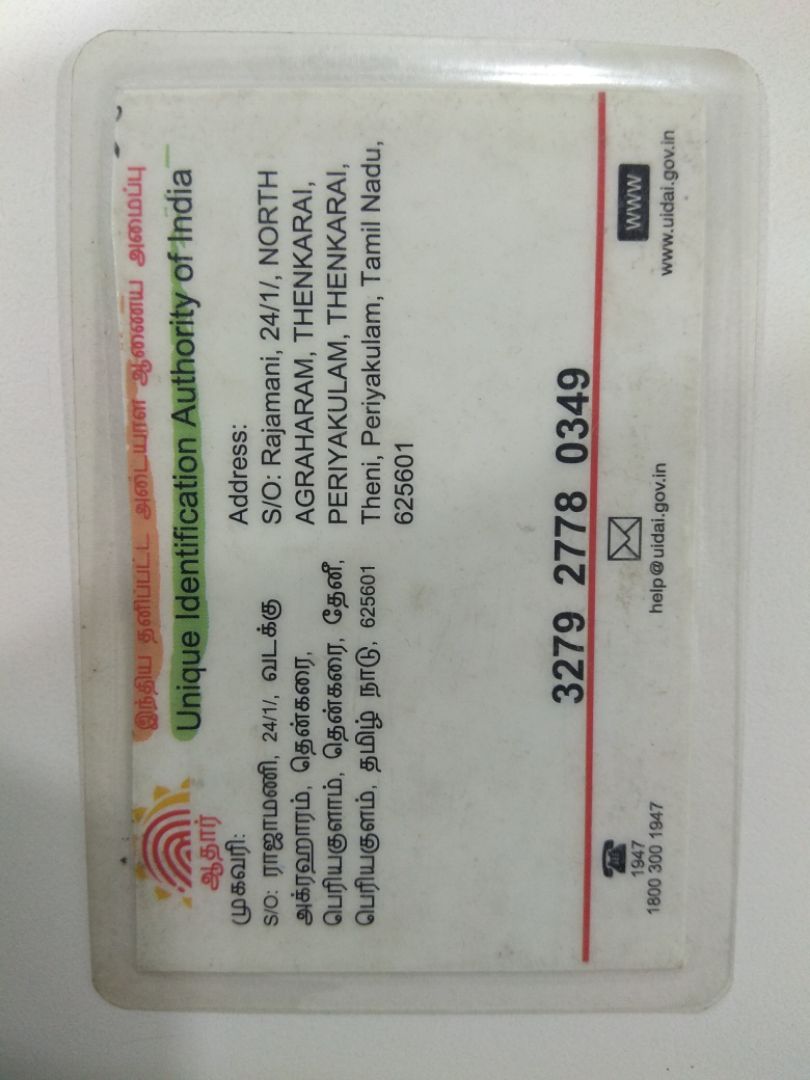 இந்திய தனிப்பட்ட அடையாள ஆணைய அமைப்பு
Unique Identification Authority of India
ஆதார்
முகவரி:
S/O: ராஜாமணி, 24/1/, வடக்கு
அக்ரஹாரம், தென்கரை,
பெரியகுளாம், தென்கரை, தேனீ,
பெரியகுளம், தமிழ் நாடு, 625601
Address:
S/O: Rajamani, 24/1/, NORTH
AGRAHARAM, THENKARAI,
PERIYAKULAM, THENKARAI,
Theni, Periyakulam, Tamil Nadu,
625601
3279 2778 0349
1947
1800 300 1947
help@uidai.gov.in
WWW
www.uidai.gov.in